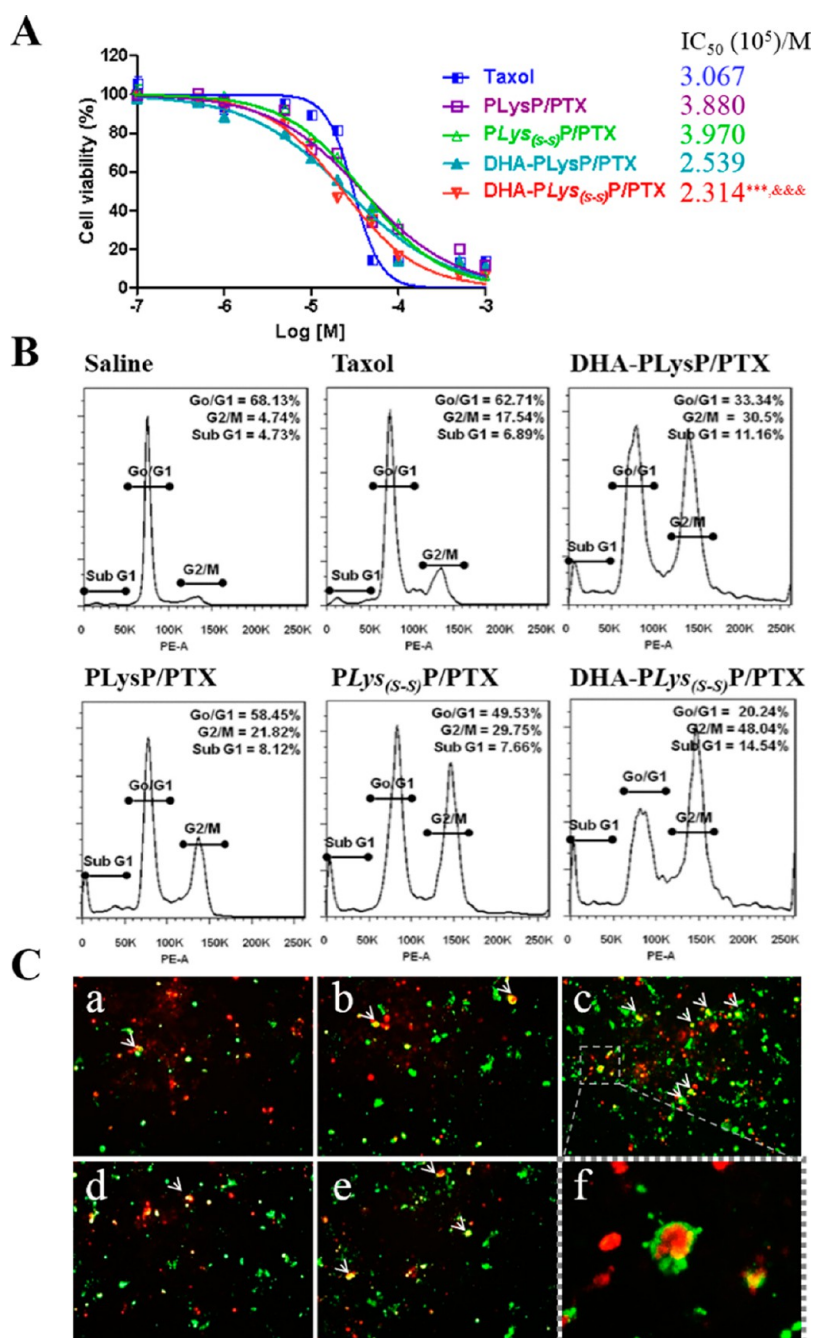 A
IC50 (10^5)/M
Taxol 3.067
PLysP/PTX 3.880
PLys(s-s)P/PTX 3.970
DHA-PLysP/PTX 2.539
DHA-PLys(s-s)P/PTX 2.314***,&&&
Cell viability (%)
120
100
80
60
40
20
0
-7 -6 -5 -4 -3
Log [M]
B
Saline
Go/G1 = 68.13%
G2/M = 4.74%
Sub G1 = 4.73%
Go/G1
Sub G1
G2/M
0 50K 100K 150K 200K 250K
PE-A
Taxol
Go/G1 = 62.71%
G2/M = 17.54%
Sub G1 = 6.89%
Go/G1
Sub G1
G2/M
0 50K 100K 150K 200K 250K
PE-A
DHA-PLysP/PTX
Go/G1 = 33.34%
G2/M = 30.5%
Sub G1 = 11.16%
Go/G1
G2/M
Sub G1
0 50K 100K 150K 200K 250K
PE-A
PLysP/PTX
Go/G1 = 58.45%
G2/M = 21.82%
Sub G1 = 8.12%
Go/G1
G2/M
Sub G1
0 50K 100K 150K 200K 250K
PE-A
PLys(s-s)P/PTX
Go/G1 = 49.53%
G2/M = 29.75%
Sub G1 = 7.66%
Go/G1
G2/M
Sub G1
0 50K 100K 150K 200K 250K
PE-A
DHA-PLys(s-s)P/PTX
Go/G1 = 20.24%
G2/M = 48.04%
Sub G1 = 14.54%
Go/G1
G2/M
Sub G1
0 50K 100K 150K 200K 250K
PE-A
C
a
b
c
d
e
f